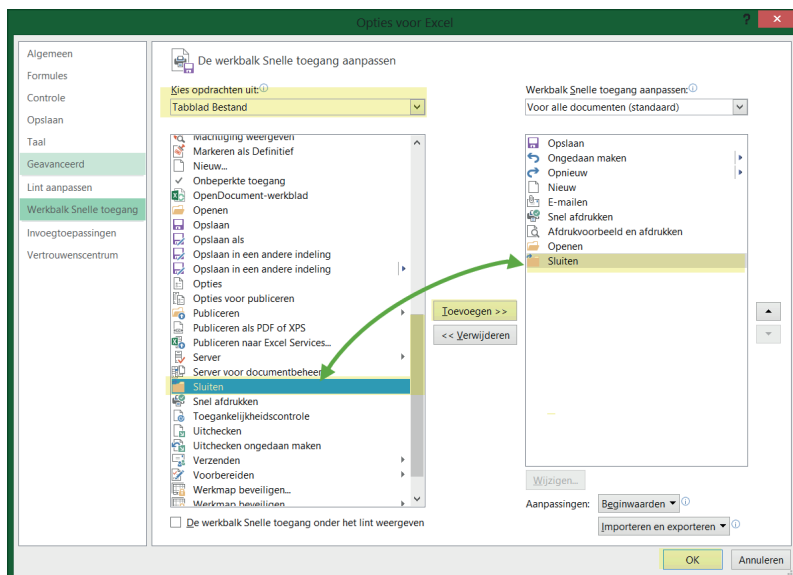 Opties voor Excel
?
Algemeen
Formules
Controle
Opslaan
Taal
Geavanceerd
Lint aanpassen
Werkbalk Snelle toegang
Invoegtoepassingen
Vertrouwenscentrum
De werkbalk Snelle toegang aanpassen
Kies opdrachten uit:
Tabblad Bestand
Machtiging weergeven
Markeren als Definitief
Nieuw...
Onbeperkte toegang
OpenDocument-werkblad
Openen
Opslaan
Opslaan als
Opslaan in een andere indeling
Opslaan in een andere indeling
Opties
Opties voor publiceren
Publiceren
Publiceren als PDF of XPS
Publiceren naar Excel Services...
Server
Server voor documentbeheer
Sluiten
Snel afdrukken
Toegankelijkheidscontrole
Uitchecken
Uitchecken ongedaan maken
Verzenden
Voorbereiden
Werkmap beveiligen...
Werkmap beveiligen
De werkbalk Snelle toegang onder het lint weergeven
Toevoegen >>
<< Verwijderen
Werkbalk Snelle toegang aanpassen:
Voor alle documenten (standaard)
Opslaan
Ongedaan maken
Opnieuw
Nieuw
E-mailen
Snel afdrukken
Afdrukvoorbeeld en afdrukken
Openen
Sluiten
Wijzigen...
Aanpassingen: Beginwaarden
Importeren en exporteren
OK Annuleren